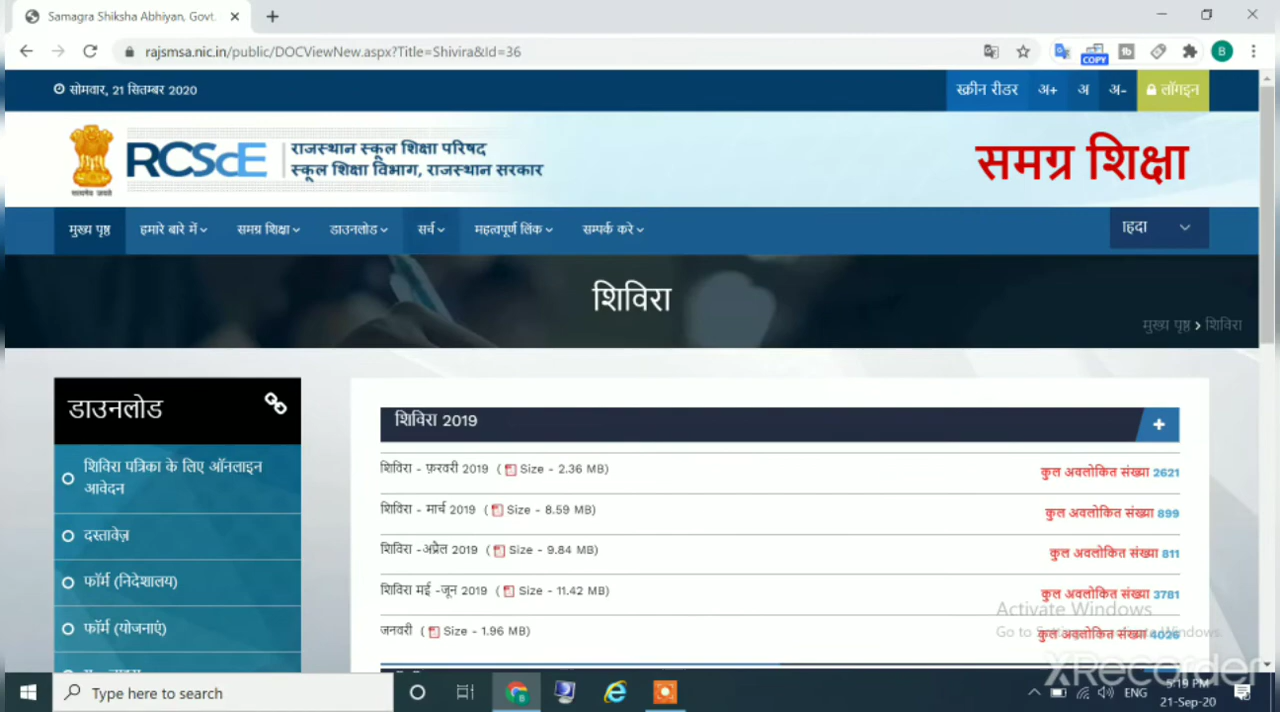 Samagra Shiksha Abhiyan, Govt.
rajsmsa.nic.in/public/DOCViewNew.aspx?Title=Shivira&Id=36
COPY
B
सोमवार, 21 सितम्बर 2020
स्क्रीन रीडर अ+ अ अ- लॉगइन
सत्यमेव जयते
RCScE
राजस्थान स्कूल शिक्षा परिषद
स्कूल शिक्षा विभाग, राजस्थान सरकार
समग्र शिक्षा
मुख्य पृष्ठ हमारे बारे में समग्र शिक्षा डाउनलोड सर्च महत्वपूर्ण लिंक सम्पर्क करे
शिविरा
मुख्य पृष्ठ > शिविरा
डाउनलोड
शिविरा पत्रिका के लिए ऑनलाइन
आवेदन
दस्तावेज़
फॉर्म (निदेशालय)
फॉर्म (योजनाएं)
शिविरा 2019
शिविरा - फ़रवरी 2019 ( Size - 2.36 MB) कुल अवलोकित संख्या 2621
शिविरा - मार्च 2019 ( Size - 8.59 MB) कुल अवलोकित संख्या 899
शिविरा -अप्रैल 2019 ( Size - 9.84 MB) कुल अवलोकित संख्या 811
शिविरा मई -जून 2019 ( Size - 11.42 MB) कुल अवलोकित संख्या 3781
जनवरी ( Size - 1.96 MB) कुल अवलोकित संख्या 4026
Activate Windows
Go to Windows.
XRecorder
Type here to search
ENG
5:19 PM
21-Sep-20